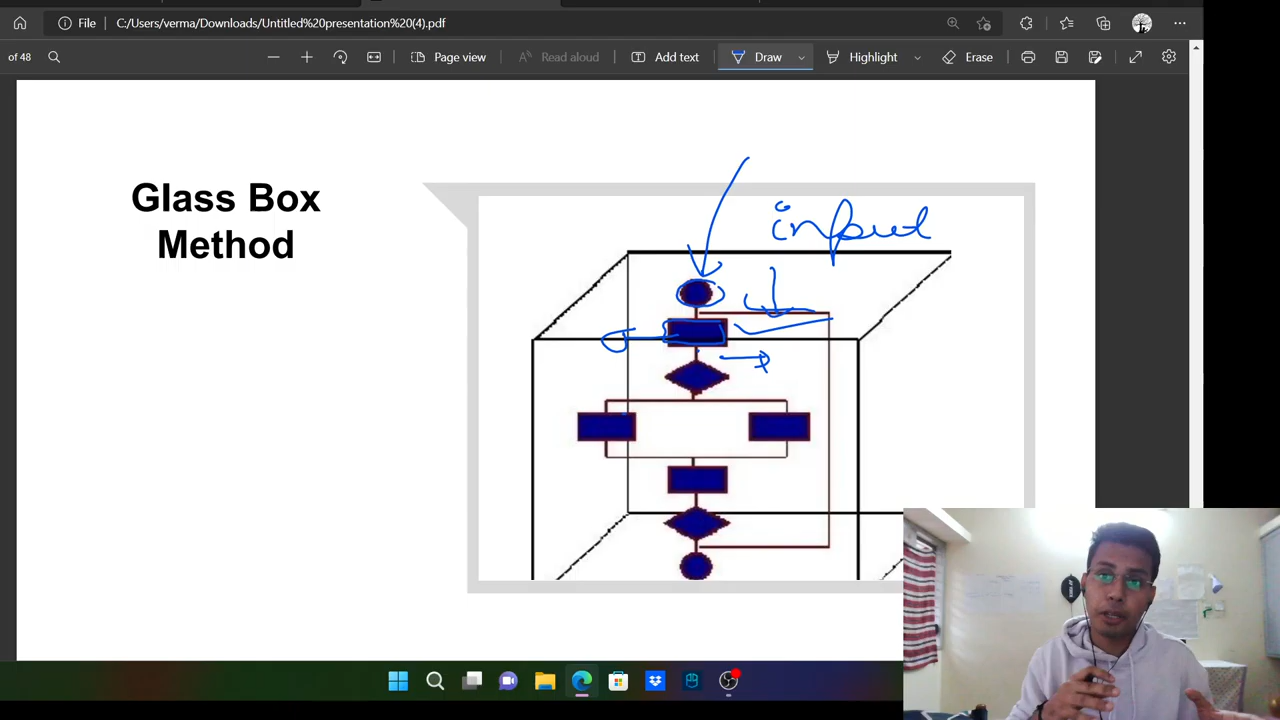 File
C:/Users/verma/Downloads/Untitled%20presentation%20(4).pdf
of 48
Page view
Read aloud
Add text
Draw
Highlight
Erase
Glass Box
Method
input